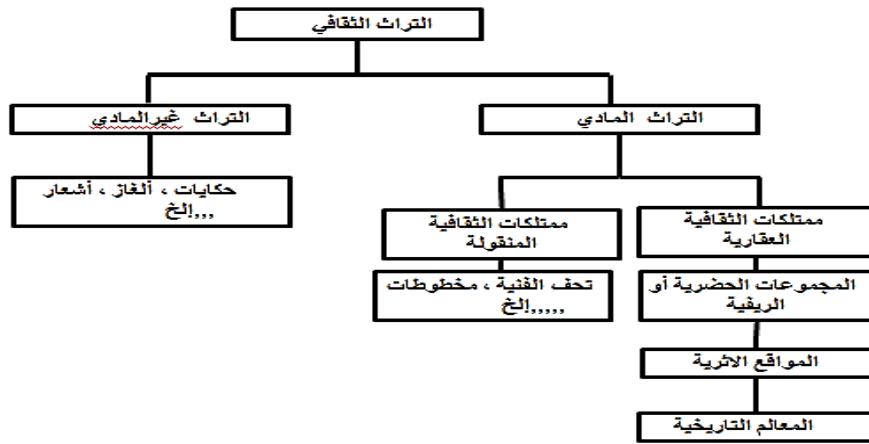 التراث الثقافي
التراث المادي
التراث غيرالمادي
حكايات ، ألغاز ، أشعار
,,,إلخ
ممتلكات الثقافية
العقارية
ممتلكات الثقافية
المنقولة
المجموعات الحضرية أو
الريفية
تحف الفنية ، مخطوطات
,,,,,إلخ
المواقع الاثرية
المعالم التاريخية